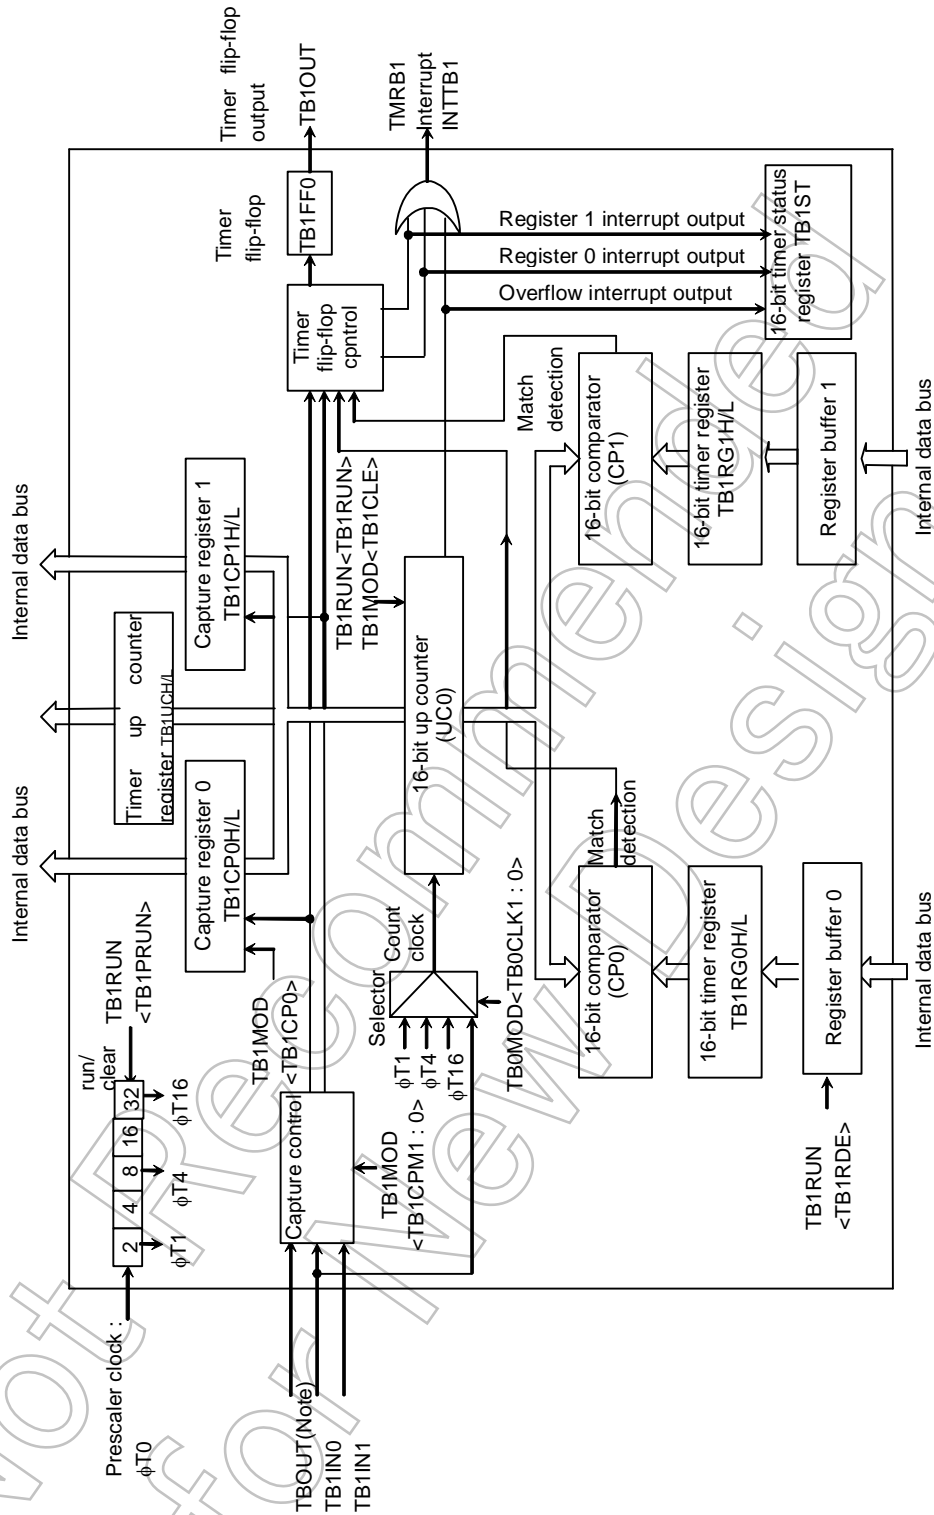 Internal data bus
Internal data bus
Prescaler clock :
ϕT0
2
4
8
16
32
run/
clear
ϕT1
ϕT4
ϕT16
TB1RUN
<TB1PRUN>
Timer up counter
register TB1UCH/L
Capture register 0
TB1CP0H/L
Capture register 1
TB1CP1H/L
TB1MOD
<TB1CP0>
TBOUT(Note)
TB1IN0
TB1IN1
Capture control
TB1MOD
<TB1CPM1 : 0>
Selector
ϕT1
ϕT4
ϕT16
Count
clock
TB0MOD<TB0CLK1 : 0>
16-bit up counter
(UC0)
TB1RUN<TB1RUN>
TB1MOD<TB1CLE>
Timer
flip-flop
cpntrol
Timer
flip-flop
TB1FF0
Timer flip-flop
output
TB1OUT
TMRB1
Interrupt
INTTB1
Register 1 interrupt output
Register 0 interrupt output
Overflow interrupt output
16-bit timer status
register TB1ST
16-bit comparator
(CP0)
Match
detection
16-bit timer register
TB1RG0H/L
Register buffer 0
TB1RUN
<TB1RDE>
Internal data bus
16-bit comparator
(CP1)
Match
detection
16-bit timer register
TB1RG1H/L
Register buffer 1
Internal data bus
Not Recommended
for New Design